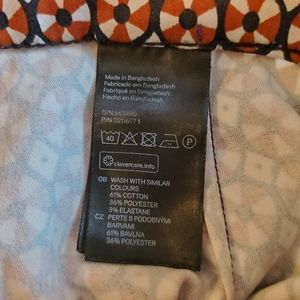 Made in Bangladesh
Fabricado em Bangladesh
Fabriqué en Bangladesh
Hecho en Bangladesh
40
P
clevercare.info
GB WASH WITH SIMILAR
COLOURS
61% COTTON
36% POLYESTER
3% ELASTANE
CZ PERTE S PODOBNÝMI
BARVAMI
61% BAVLNA
36% POLYESTER